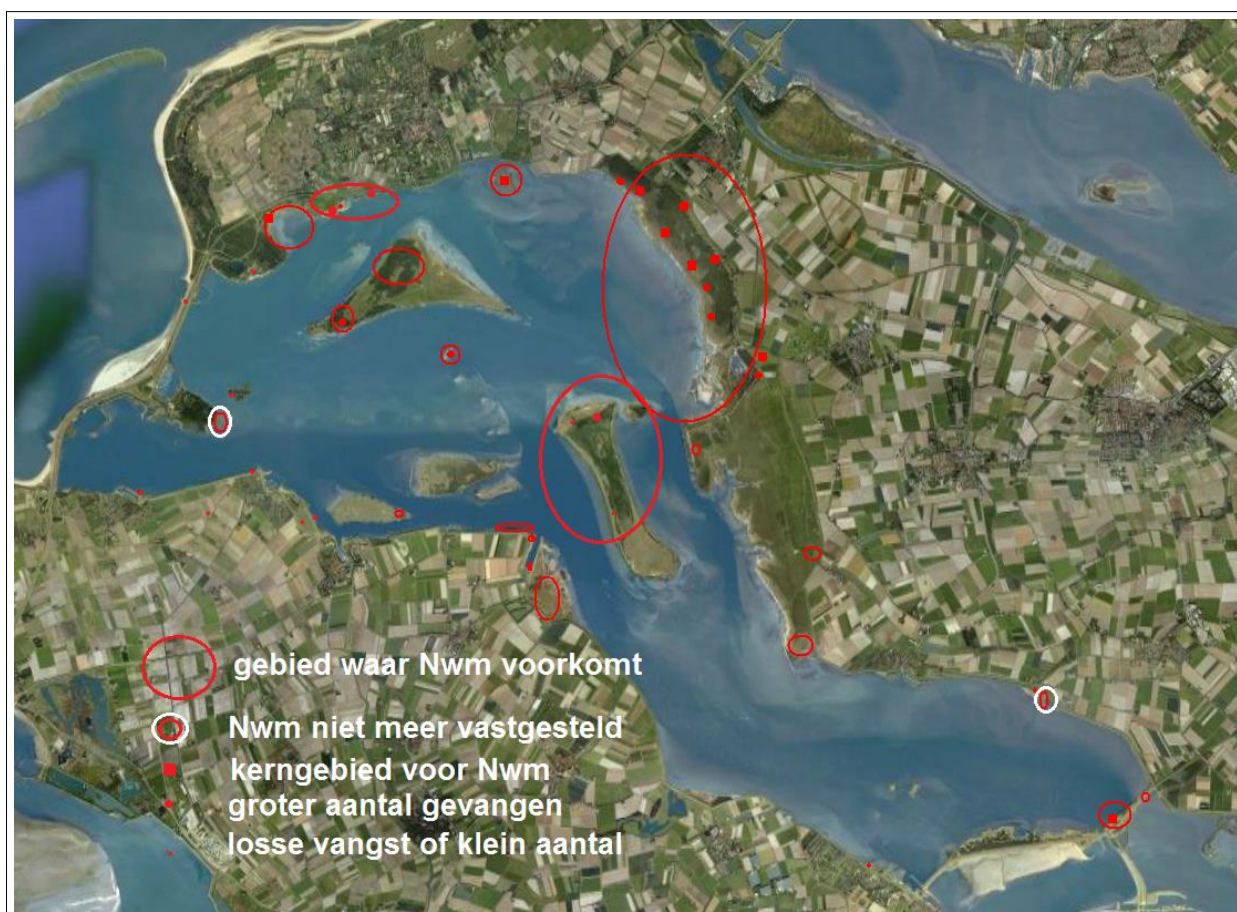 gebied waar Nwm voorkomt
Nwm niet meer vastgesteld
kerngebied voor Nwm
groter aantal gevangen
losse vangst of klein aantal